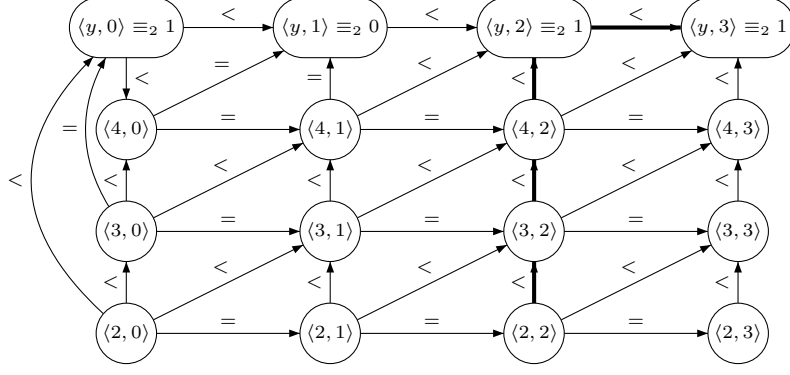 ⟨y, 0⟩ ≡₂ 1 < ⟨y, 1⟩ ≡₂ 0 < ⟨y, 2⟩ ≡₂ 1 < ⟨y, 3⟩ ≡₂ 1
< = = < < < <
= ⟨4, 0⟩ = ⟨4, 1⟩ = ⟨4, 2⟩ = ⟨4, 3⟩
< < < < < < < <
⟨3, 0⟩ = ⟨3, 1⟩ = ⟨3, 2⟩ = ⟨3, 3⟩
< < < < < < <
⟨2, 0⟩ = ⟨2, 1⟩ = ⟨2, 2⟩ = ⟨2, 3⟩